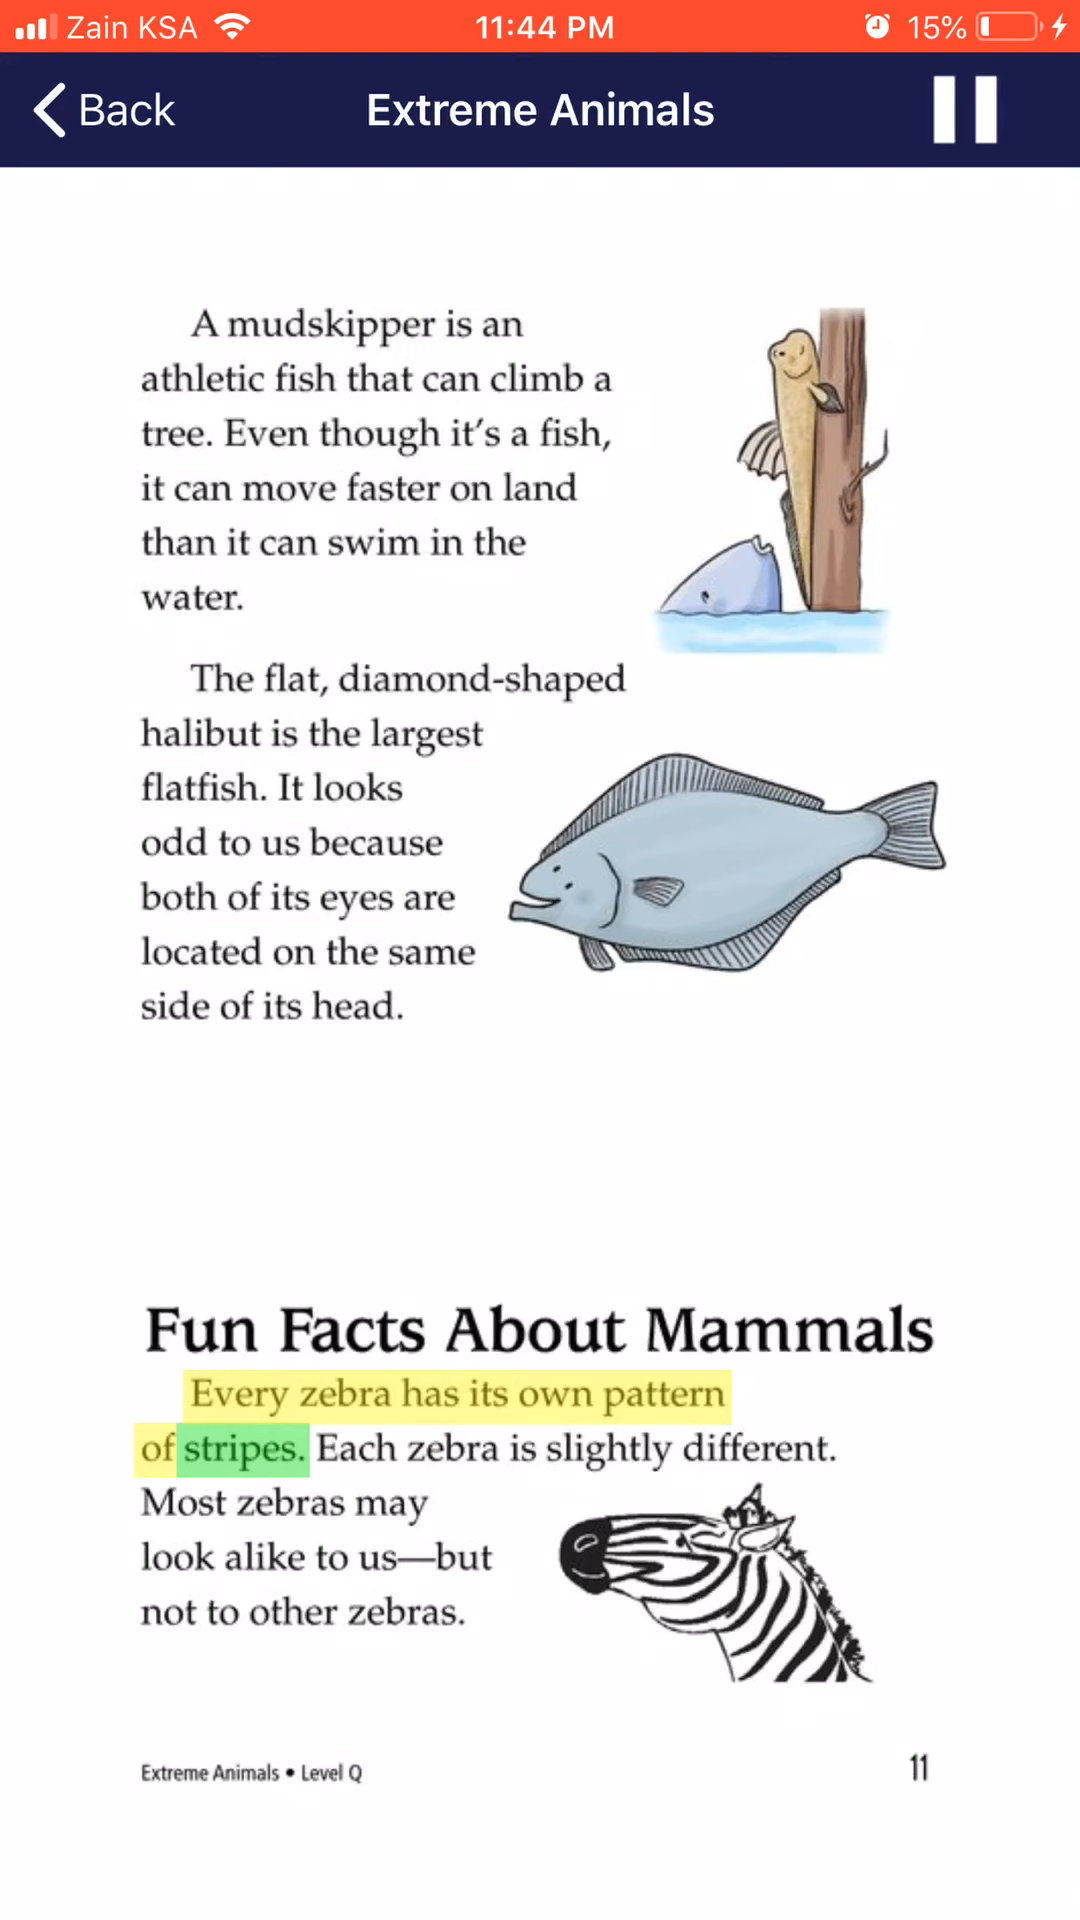 Zain KSA 11:44 PM 15%
Back Extreme Animals
A mudskipper is an
athletic fish that can climb a
tree. Even though it's a fish,
it can move faster on land
than it can swim in the
water.
The flat, diamond-shaped
halibut is the largest
flatfish. It looks
odd to us because
both of its eyes are
located on the same
side of its head.
Fun Facts About Mammals
Every zebra has its own pattern
of stripes. Each zebra is slightly different.
Most zebras may
look alike to us—but
not to other zebras.
Extreme Animals • Level Q 11